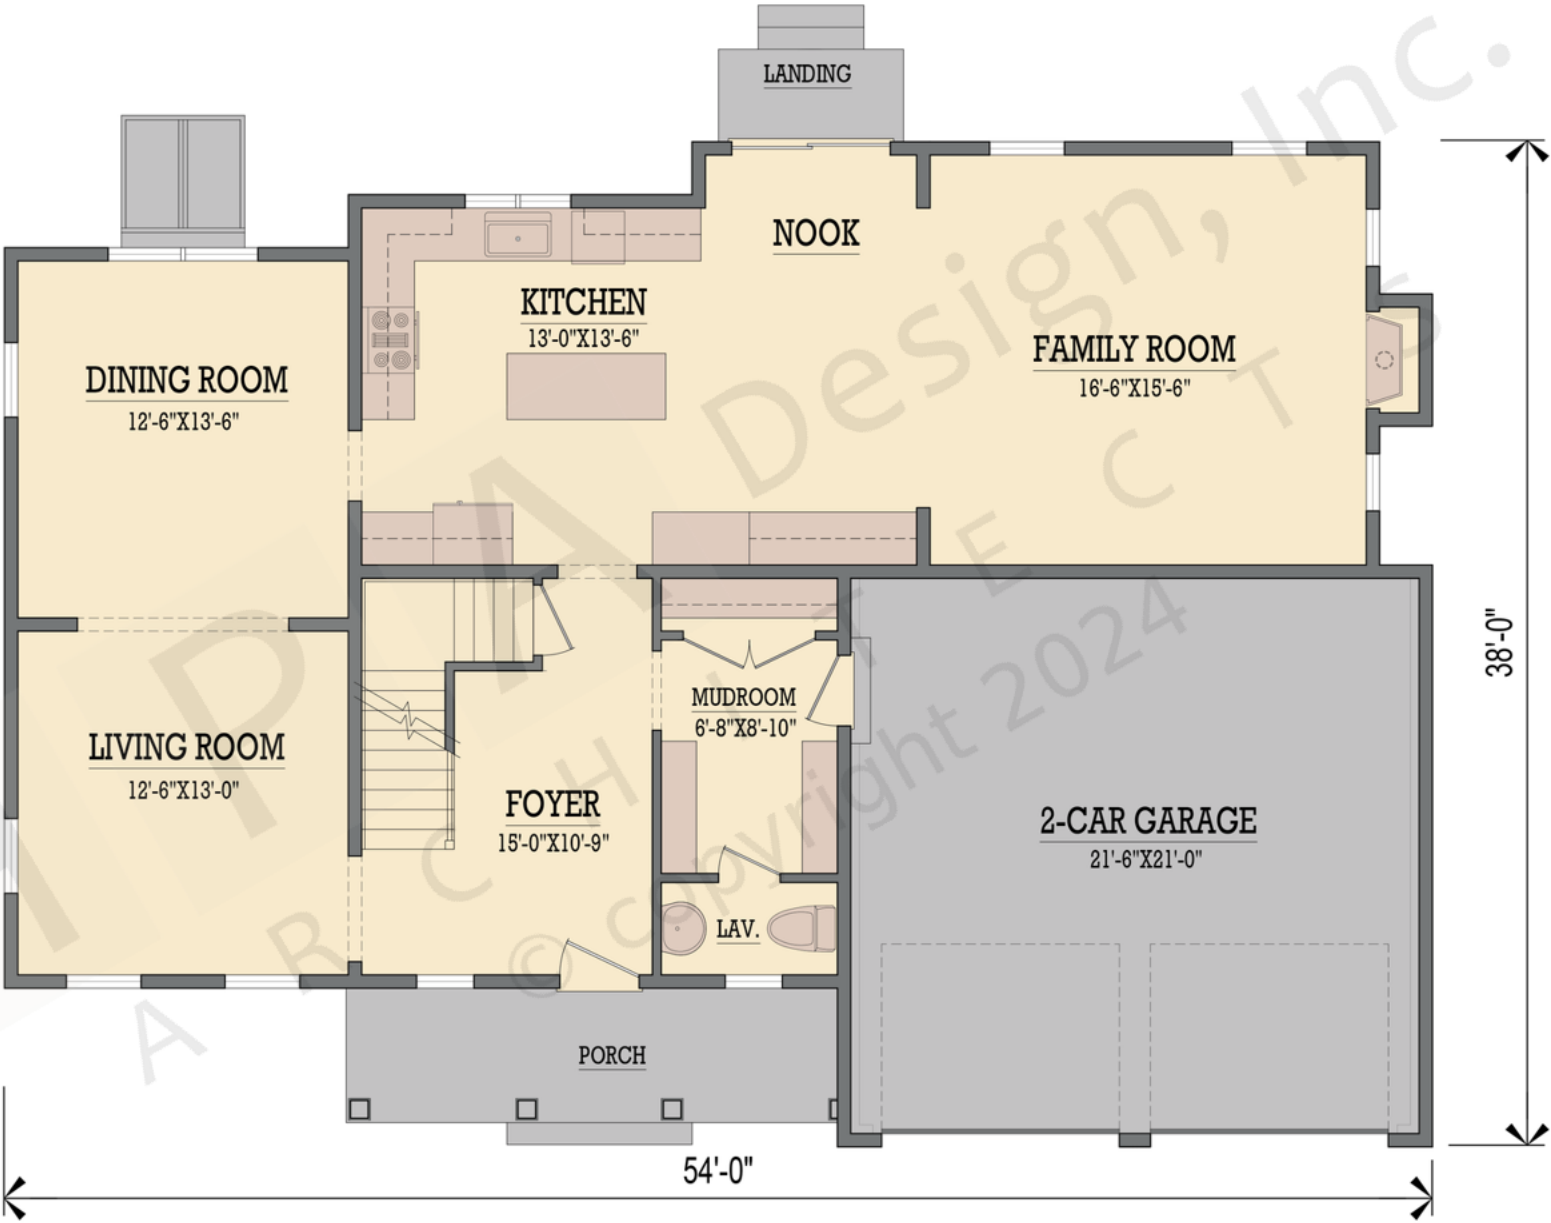 LANDING
NOOK
KITCHEN
13'-0"X13'-6"
FAMILY ROOM
16'-6"X15'-6"
DINING ROOM
12'-6"X13'-6"
MUDROOM
6'-8"X8'-10"
LIVING ROOM
12'-6"X13'-0"
FOYER
15'-0"X10'-9"
2-CAR GARAGE
21'-6"X21'-0"
LAV.
PORCH
54'-0"
38'-0"
PA Design, Inc.
ARCHITECTS
© copyright 2024